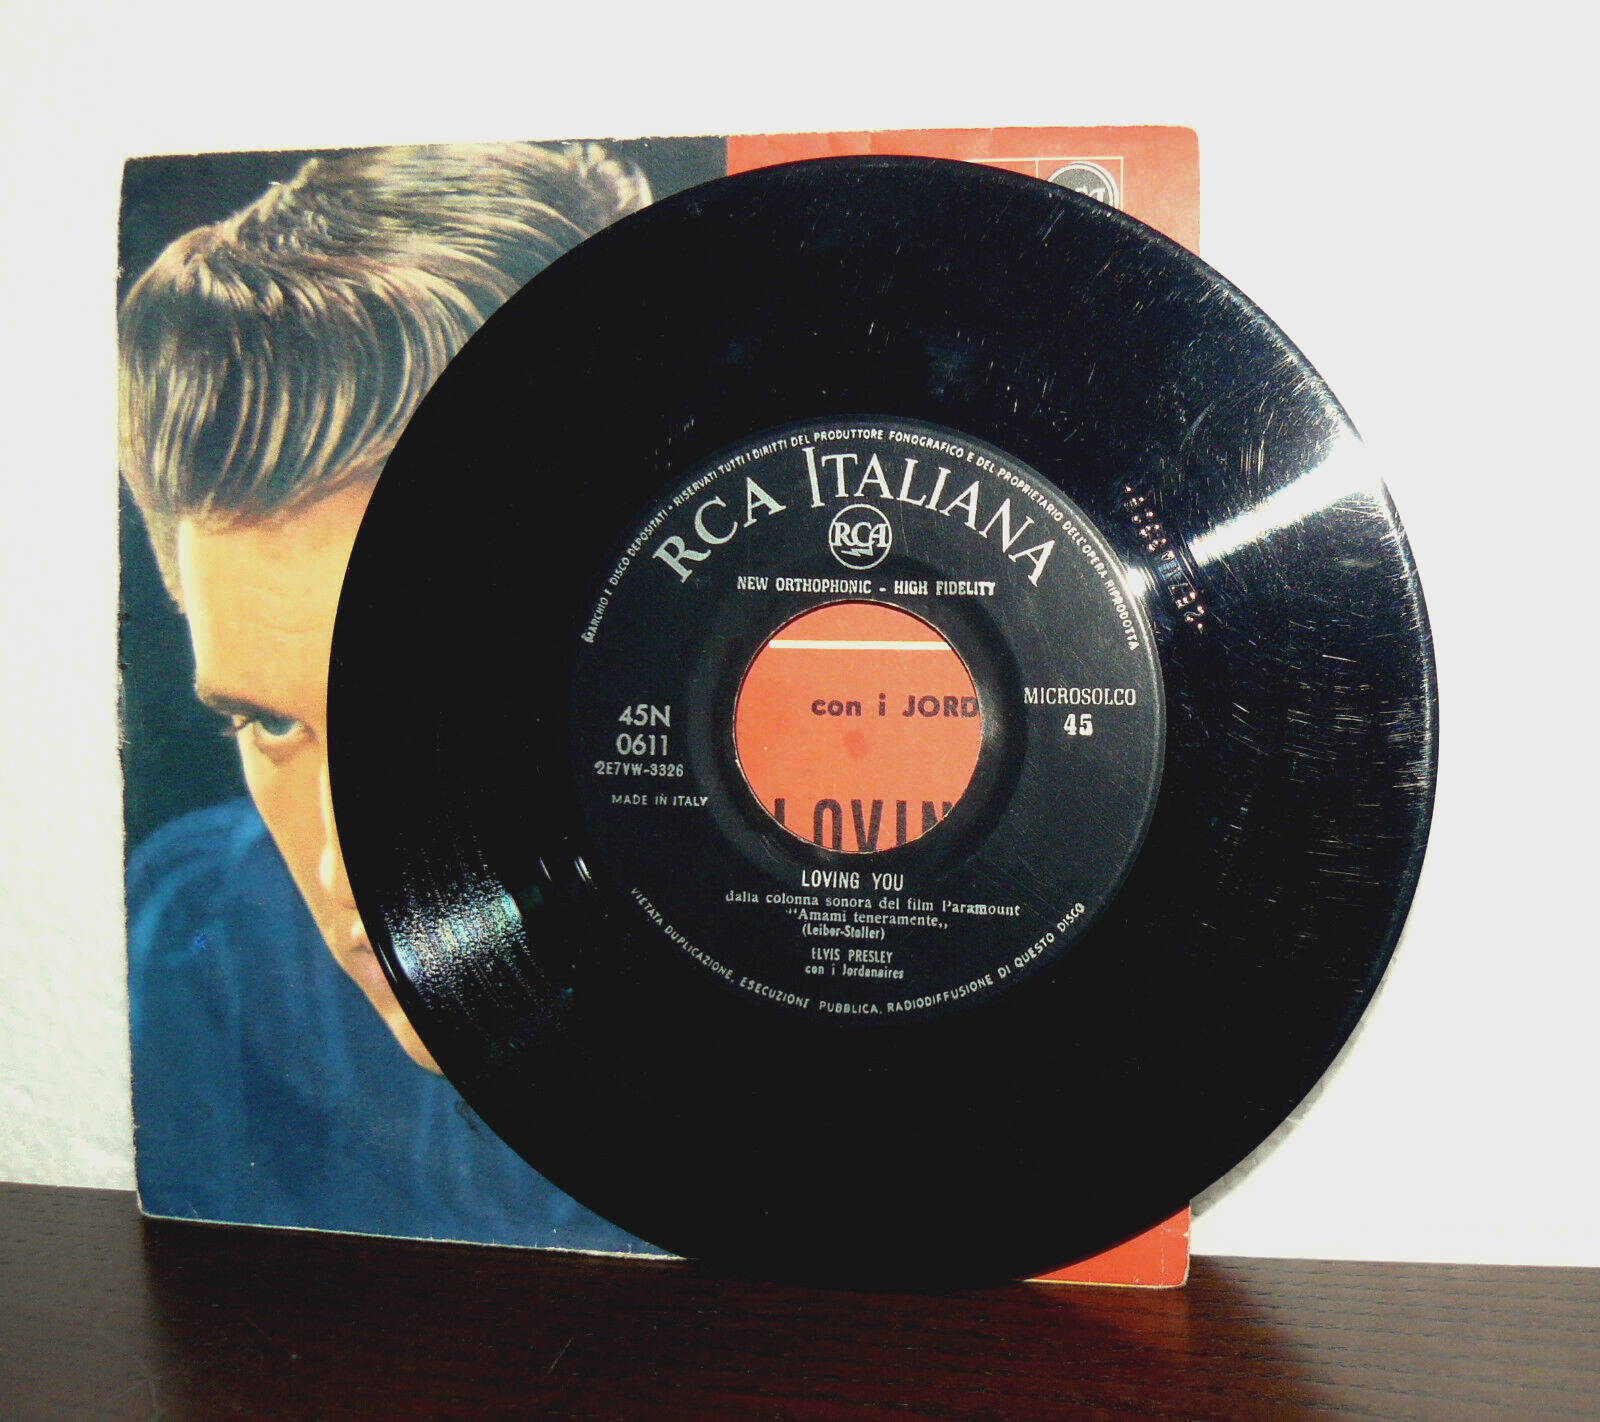 MARCHIO E DISCO DEPOSITATI - RISERVATI TUTTI I DIRITTI DEL PRODUTTORE FONOGRAFICO E DEL PROPRIETARIO DELL'OPERA RIPRODOTTA
RCA ITALIANA
RCA
NEW ORTHOPHONIC - HIGH FIDELITY
con i JORD
LOVIN
45N
0611
2E7VW-3326
MADE IN ITALY
MICROSOLCO
45
LOVING YOU
dalla colonna sonora del film Paramount
"Amami teneramente,,
(Leiber-Stoller)
ELVIS PRESLEY
con i Jordanaires
VIETATA DUPLICAZIONE, ESECUZIONE PUBBLICA, RADIODIFFUSIONE DI QUESTO DISCO